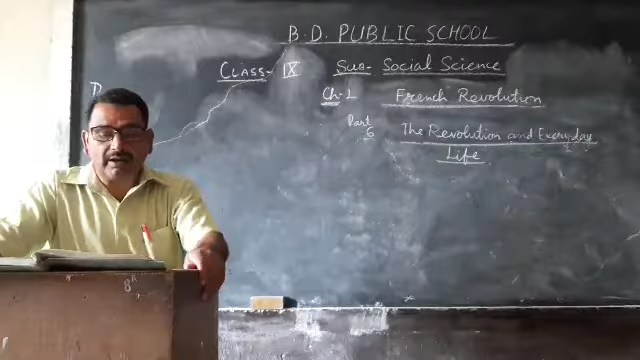 B.D. PUBLIC SCHOOL
CLASS- IX Sub- Social Science
Ch-1 French Revolution
Part 6 The Revolution and Everyday
Life